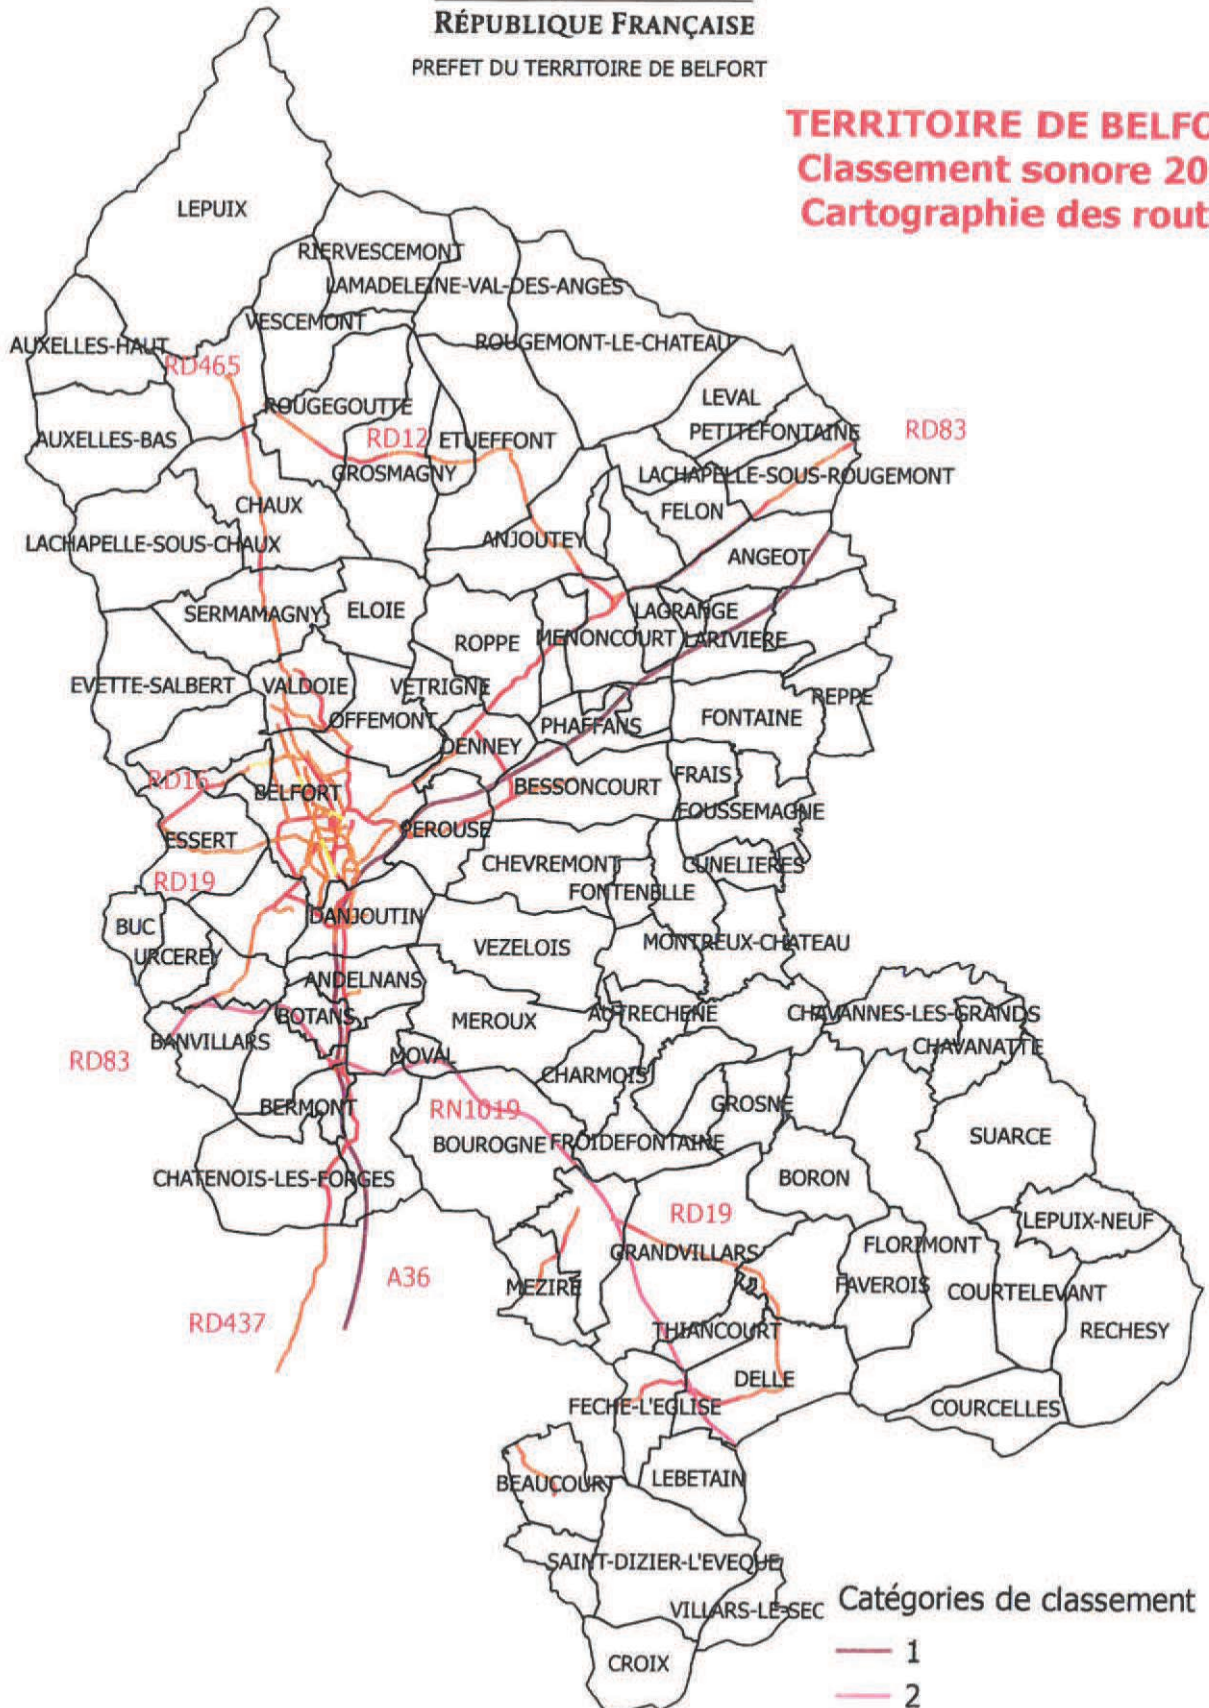 RÉPUBLIQUE FRANÇAISE
PREFET DU TERRITOIRE DE BELFORT
TERRITOIRE DE BELFO
Classement sonore 20
Cartographie des rout
LEPUIX
RIERVESCEMONT
LAMADELEINE-VAL-DES-ANGES
VESCEMONT
AUXELLES-HAUT
ROUGEMONT-LE-CHATEAU
RD465
LEVAL
ROUGEGOUTTE
AUXELLES-BAS
RD12
ETUEFFONT
PETITEFONTAINE
RD83
GROSMAGNY
LACHAPELLE-SOUS-ROUGEMONT
CHAUX
FELON
LACHAPELLE-SOUS-CHAUX
ANJOUTEY
ANGEOT
SERMAMAGNY
ELOIE
LAGRANGE
ROPPE
MENONCOURT
LARIVIERE
EVETTE-SALBERT
VALDOIE
VETRIGNE
REPPE
OFFEMONT
PHAFFANS
FONTAINE
DENNEY
RD16
BELFORT
BESSONCOURT
FRAIS
FOUSSEMAGNE
ESSERT
PEROUSE
CHEVREMONT
CUNELIERES
RD19
FONTENELLE
BUC
DANJOUTIN
URCEREY
VEZELOIS
MONTREUX-CHATEAU
ANDELNANS
BOTANS
MEROUX
AUTRECHENE
CHAVANNES-LES-GRANDS
BANVILLARS
MOVAL
CHAVANATTE
RD83
CHARMOIS
BERMONT
RN1019
GROSNE
BOUROGNE
FROIDEFONTAINE
SUARCE
CHATENOIS-LES-FORGES
BORON
RD19
LEPUIX-NEUF
GRANDVILLARS
FLORIMONT
A36
MEZIRE
FAVEROIS
COURTELEVANT
RD437
THIANCOURT
RECHESY
DELLE
FECHE-L'EGLISE
COURCELLES
BEAUCOURT
LEBETAIN
SAINT-DIZIER-L'EVEQUE
VILLARS-LE-SEC
Catégories de classement
CROIX
1
2